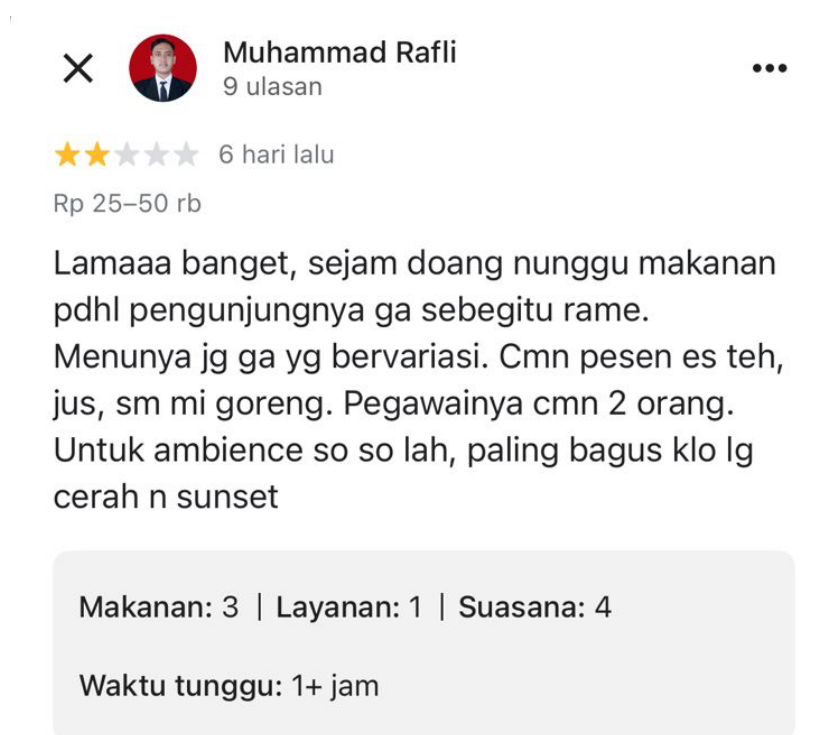 Muhammad Rafli
9 ulasan
6 hari lalu
Rp 25–50 rb
Lamaaa banget, sejam doang nunggu makanan
pdhl pengunjungnya ga sebegitu rame.
Menunya jg ga yg bervariasi. Cmn pesen es teh,
jus, sm mi goreng. Pegawainya cmn 2 orang.
Untuk ambience so so lah, paling bagus klo lg
cerah n sunset
Makanan: 3 | Layanan: 1 | Suasana: 4
Waktu tunggu: 1+ jam